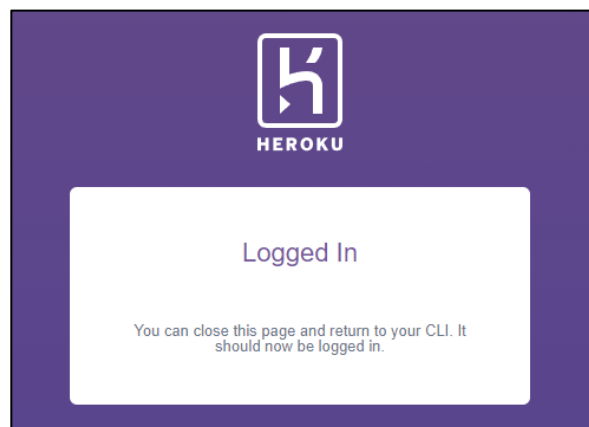 HEROKU
Logged In
You can close this page and return to your CLI. It
should now be logged in.